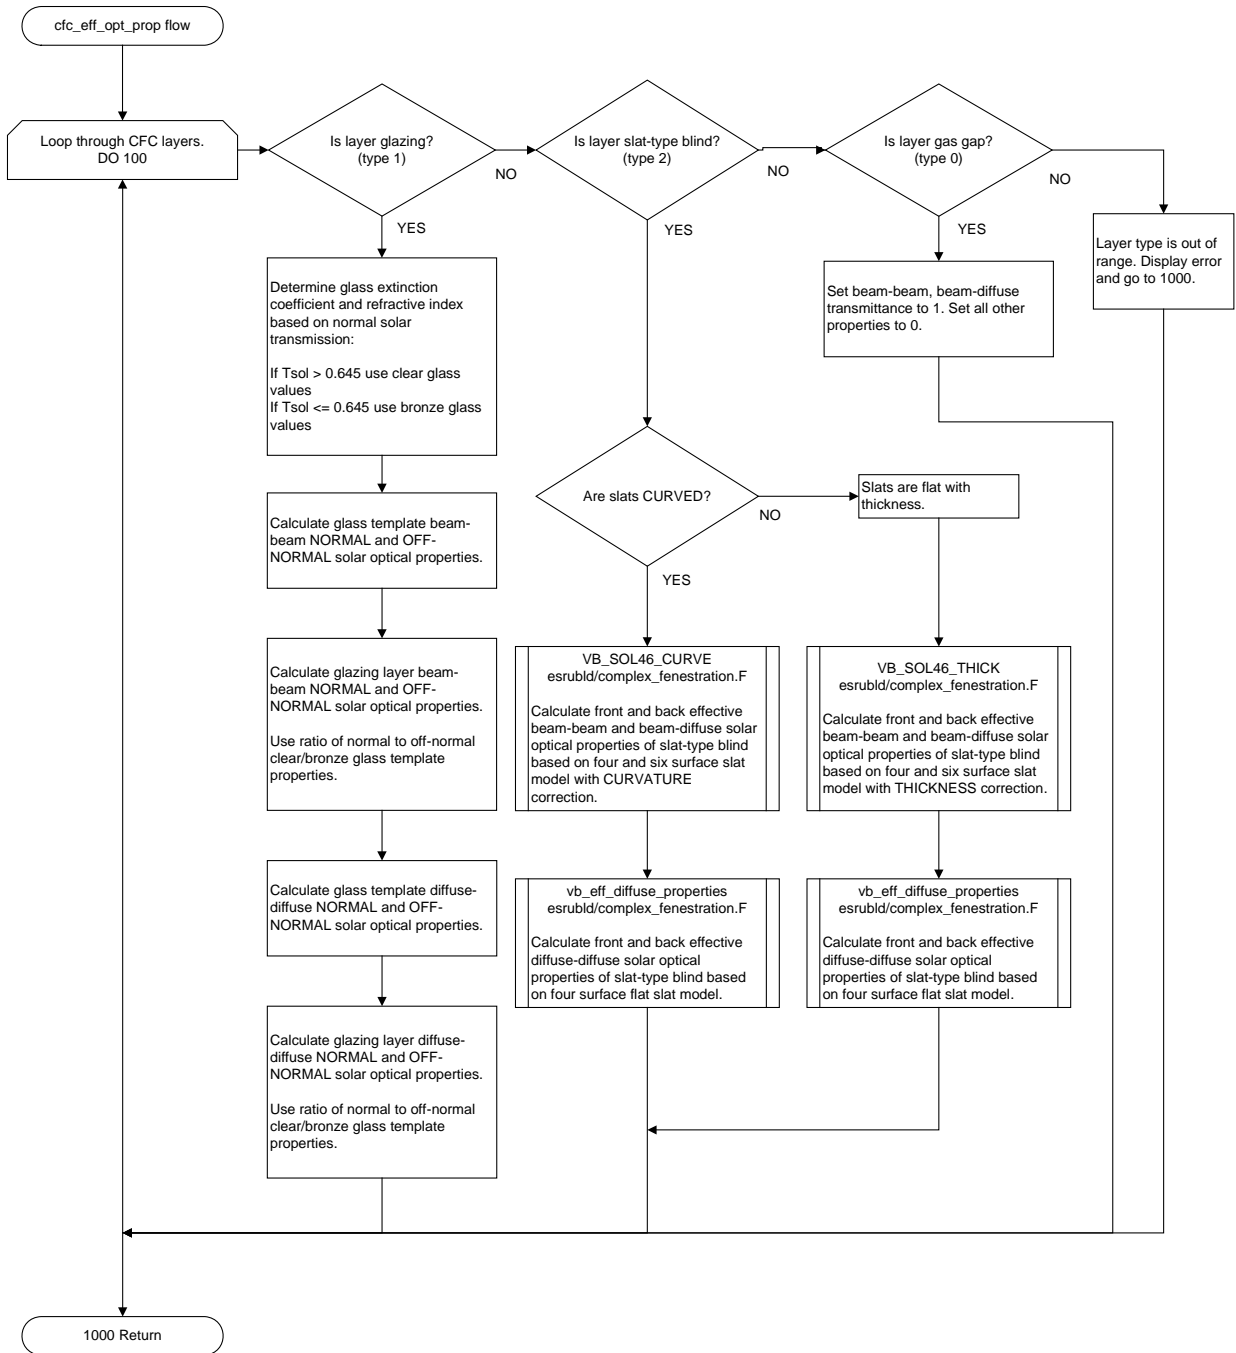 cfc_eff_opt_prop flow
Loop through CFC layers.
DO 100
Is layer glazing?
(type 1)
NO
YES
Is layer slat-type blind?
(type 2)
NO
YES
Is layer gas gap?
(type 0)
NO
YES
Layer type is out of
range. Display error
and go to 1000.
Set beam-beam, beam-diffuse
transmittance to 1. Set all other
properties to 0.
Determine glass extinction
coefficient and refractive index
based on normal solar
transmission:
If Tsol > 0.645 use clear glass
values
If Tsol <= 0.645 use bronze glass
values
Calculate glass template beam-
beam NORMAL and OFF-
NORMAL solar optical properties.
Calculate glazing layer beam-
beam NORMAL and OFF-
NORMAL solar optical properties.
Use ratio of normal to off-normal
clear/bronze glass template
properties.
Calculate glass template diffuse-
diffuse NORMAL and OFF-
NORMAL solar optical properties.
Calculate glazing layer diffuse-
diffuse NORMAL and OFF-
NORMAL solar optical properties.
Use ratio of normal to off-normal
clear/bronze glass template
properties.
Are slats CURVED?
NO
YES
Slats are flat with
thickness.
VB_SOL46_CURVE
esrubld/complex_fenestration.F
Calculate front and back effective
beam-beam and beam-diffuse solar
optical properties of slat-type blind
based on four and six surface slat
model with CURVATURE
correction.
VB_SOL46_THICK
esrubld/complex_fenestration.F
Calculate front and back effective
beam-beam and beam-diffuse solar
optical properties of slat-type blind
based on four and six surface slat
model with THICKNESS correction.
vb_eff_diffuse_properties
esrubld/complex_fenestration.F
Calculate front and back effective
diffuse-diffuse solar optical
properties of slat-type blind based
on four surface flat slat model.
vb_eff_diffuse_properties
esrubld/complex_fenestration.F
Calculate front and back effective
diffuse-diffuse solar optical
properties of slat-type blind based
on four surface flat slat model.
1000 Return